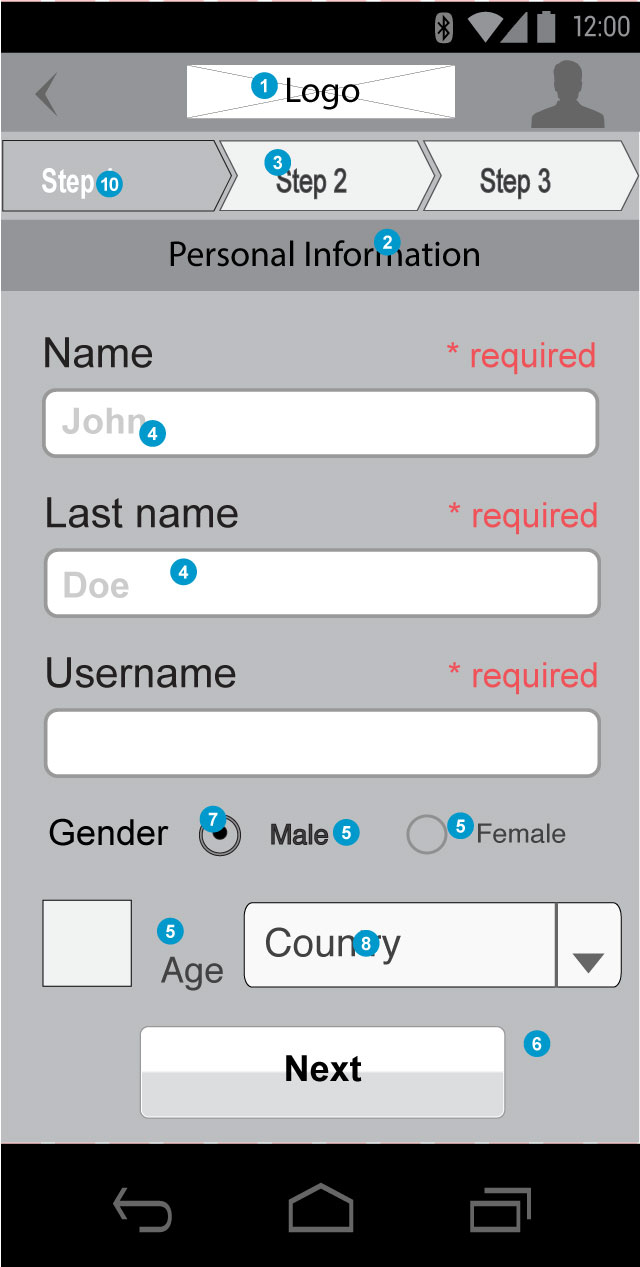 12:00
1 Logo
Step 10 3 Step 2 Step 3
Personal Information 2
Name * required
John 4
Last name * required
Doe 4
Username * required
Gender 7 Male 5 5 Female
5 Age Country 8
Next 6